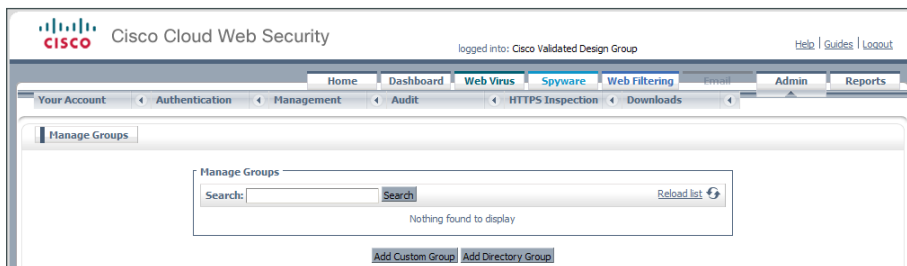 CISCO Cisco Cloud Web Security
logged into: Cisco Validated Design Group
Help | Guides | Logout
Home Dashboard Web Virus Spyware Web Filtering Email Admin Reports
Your Account Authentication Management Audit HTTPS Inspection Downloads
Manage Groups
Manage Groups
Search: Search Reload list
Nothing found to display
Add Custom Group Add Directory Group